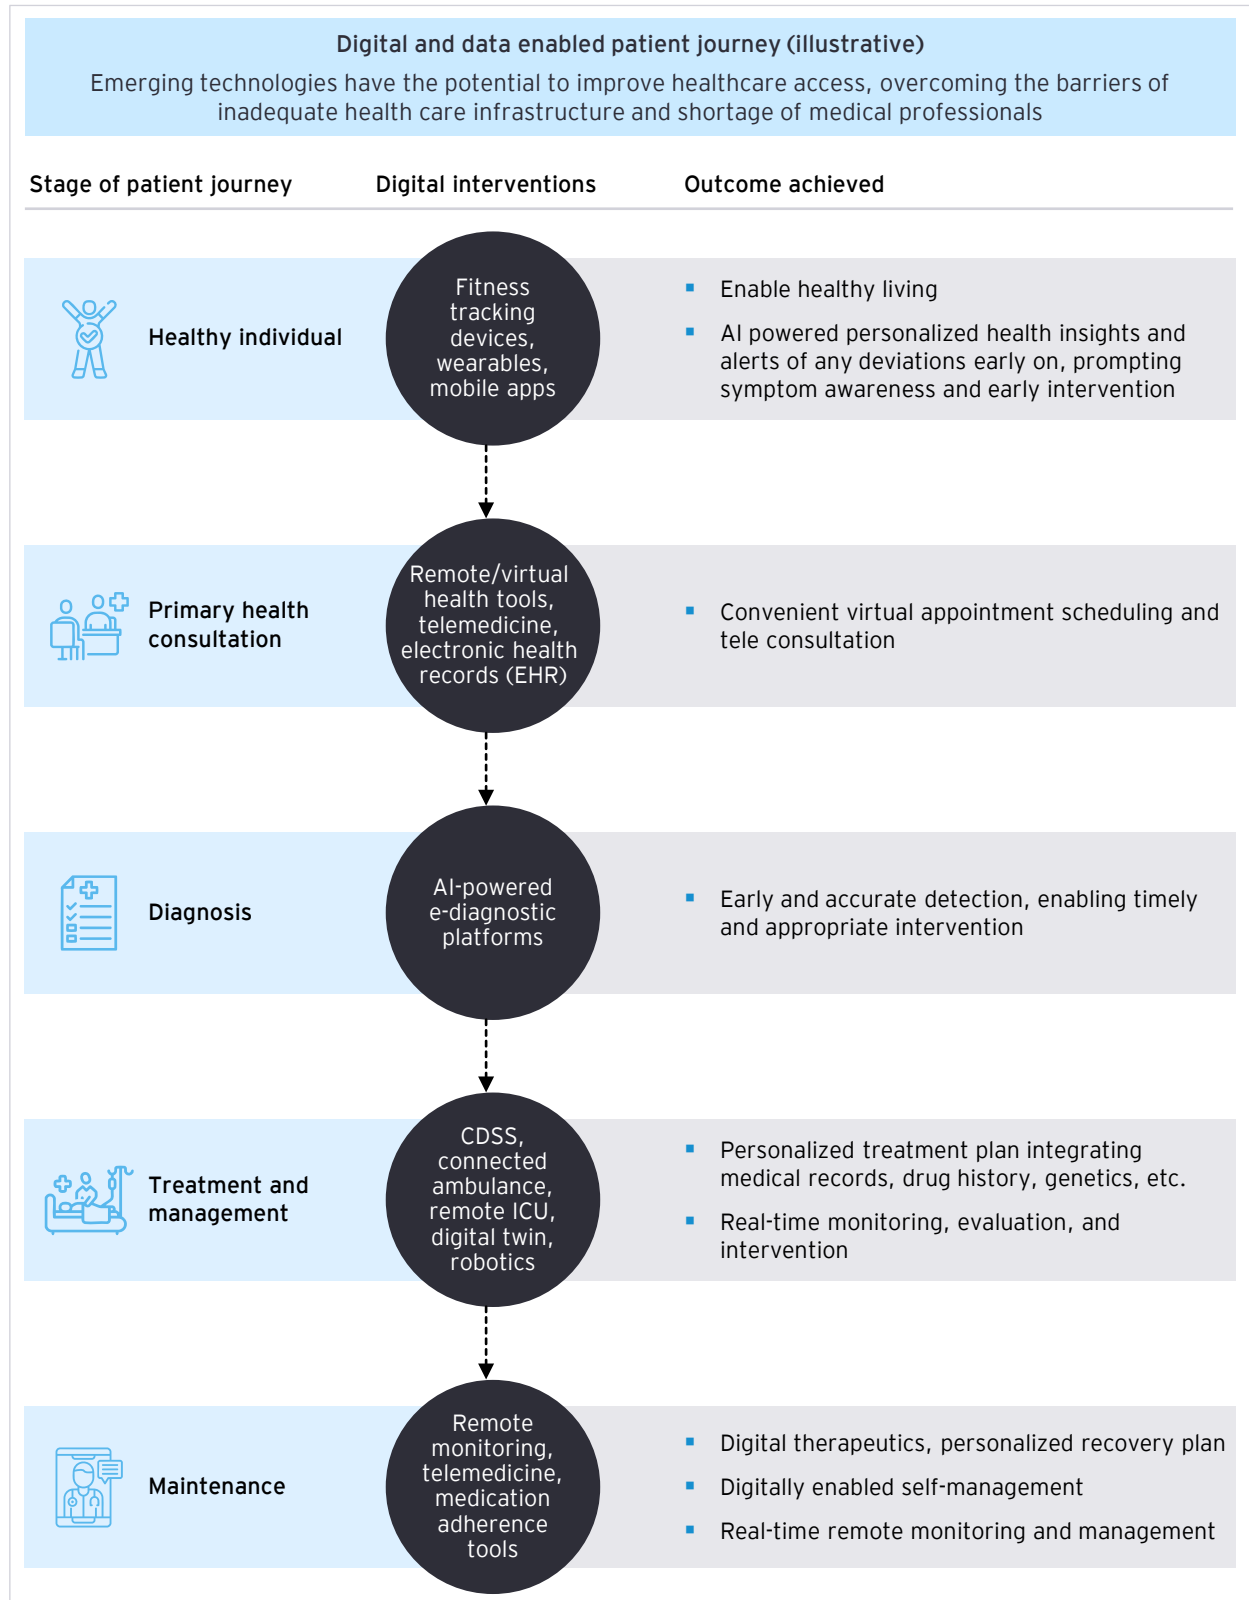 Digital and data enabled patient journey (illustrative)
Emerging technologies have the potential to improve healthcare access, overcoming the barriers of
inadequate health care infrastructure and shortage of medical professionals
Stage of patient journey
Digital interventions
Outcome achieved
Healthy individual
Fitness
tracking
devices,
wearables,
mobile apps
Enable healthy living
AI powered personalized health insights and
alerts of any deviations early on, prompting
symptom awareness and early intervention
Primary health
consultation
Remote/virtual
health tools,
telemedicine,
electronic health
records (EHR)
Convenient virtual appointment scheduling and
tele consultation
Diagnosis
AI-powered
e-diagnostic
platforms
Early and accurate detection, enabling timely
and appropriate intervention
Treatment and
management
CDSS,
connected
ambulance,
remote ICU,
digital twin,
robotics
Personalized treatment plan integrating
medical records, drug history, genetics, etc.
Real-time monitoring, evaluation, and
intervention
Maintenance
Remote
monitoring,
telemedicine,
medication
adherence
tools
Digital therapeutics, personalized recovery plan
Digitally enabled self-management
Real-time remote monitoring and management